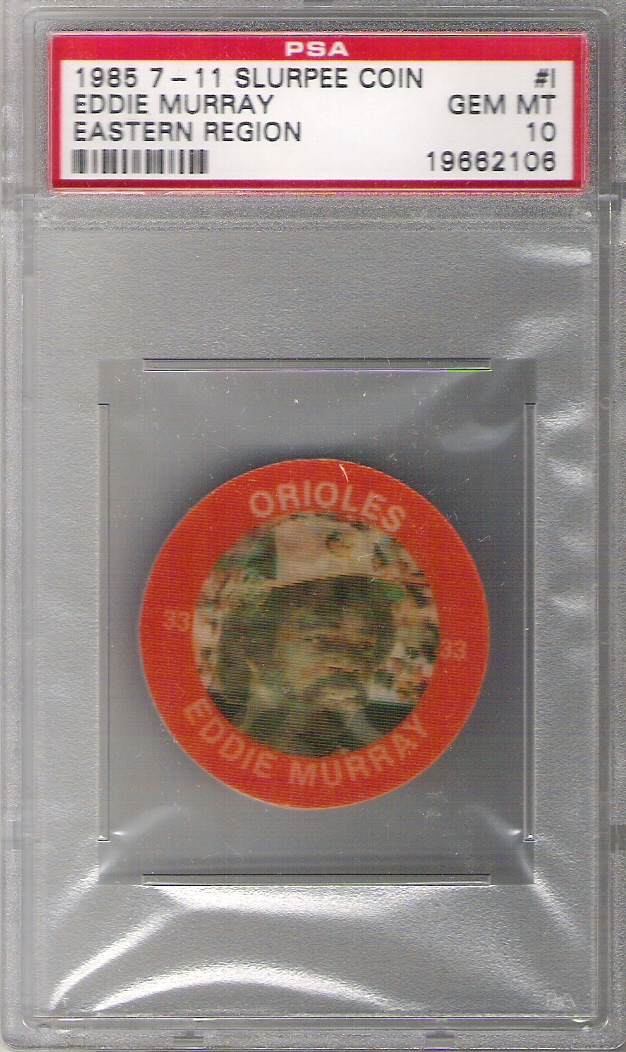 PSA
1985 7-11 SLURPEE COIN #I
EDDIE MURRAY GEM MT
EASTERN REGION 10
19662106
ORIOLES
33 33
EDDIE MURRAY